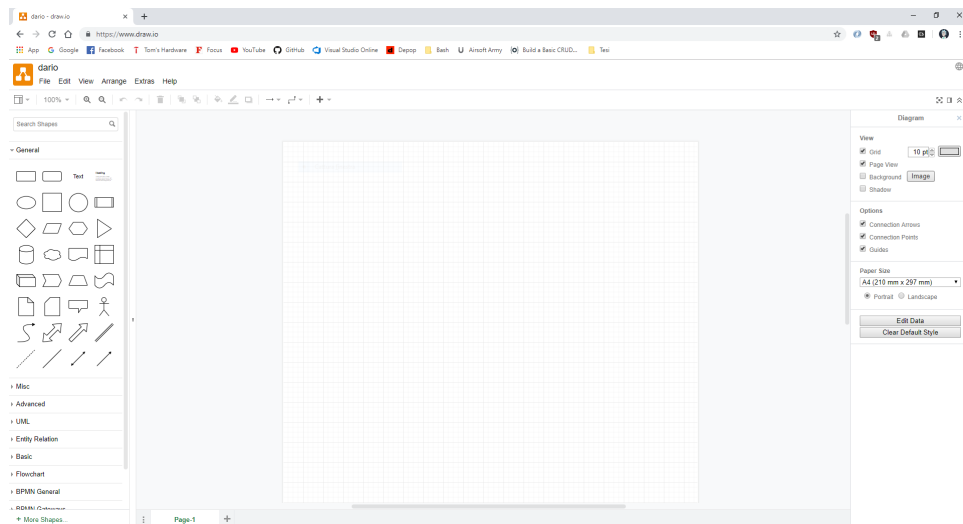 dario - draw.io
https://www.draw.io
App Google Facebook Tom's Hardware Focus YouTube GitHub Visual Studio Online Depop Bash Airsoft Army Build a Basic CRUD... Tesi
dario
File Edit View Arrange Extras Help
100%
Search Shapes
General
Text
Heading
Misc
Advanced
UML
Entity Relation
Basic
Flowchart
BPMN General
BPMN Gateways
+ More Shapes...
Page-1
Diagram
View
Grid 10 pt
Page View
Background Image
Shadow
Options
Connection Arrows
Connection Points
Guides
Paper Size
A4 (210 mm x 297 mm)
Portrait Landscape
Edit Data
Clear Default Style